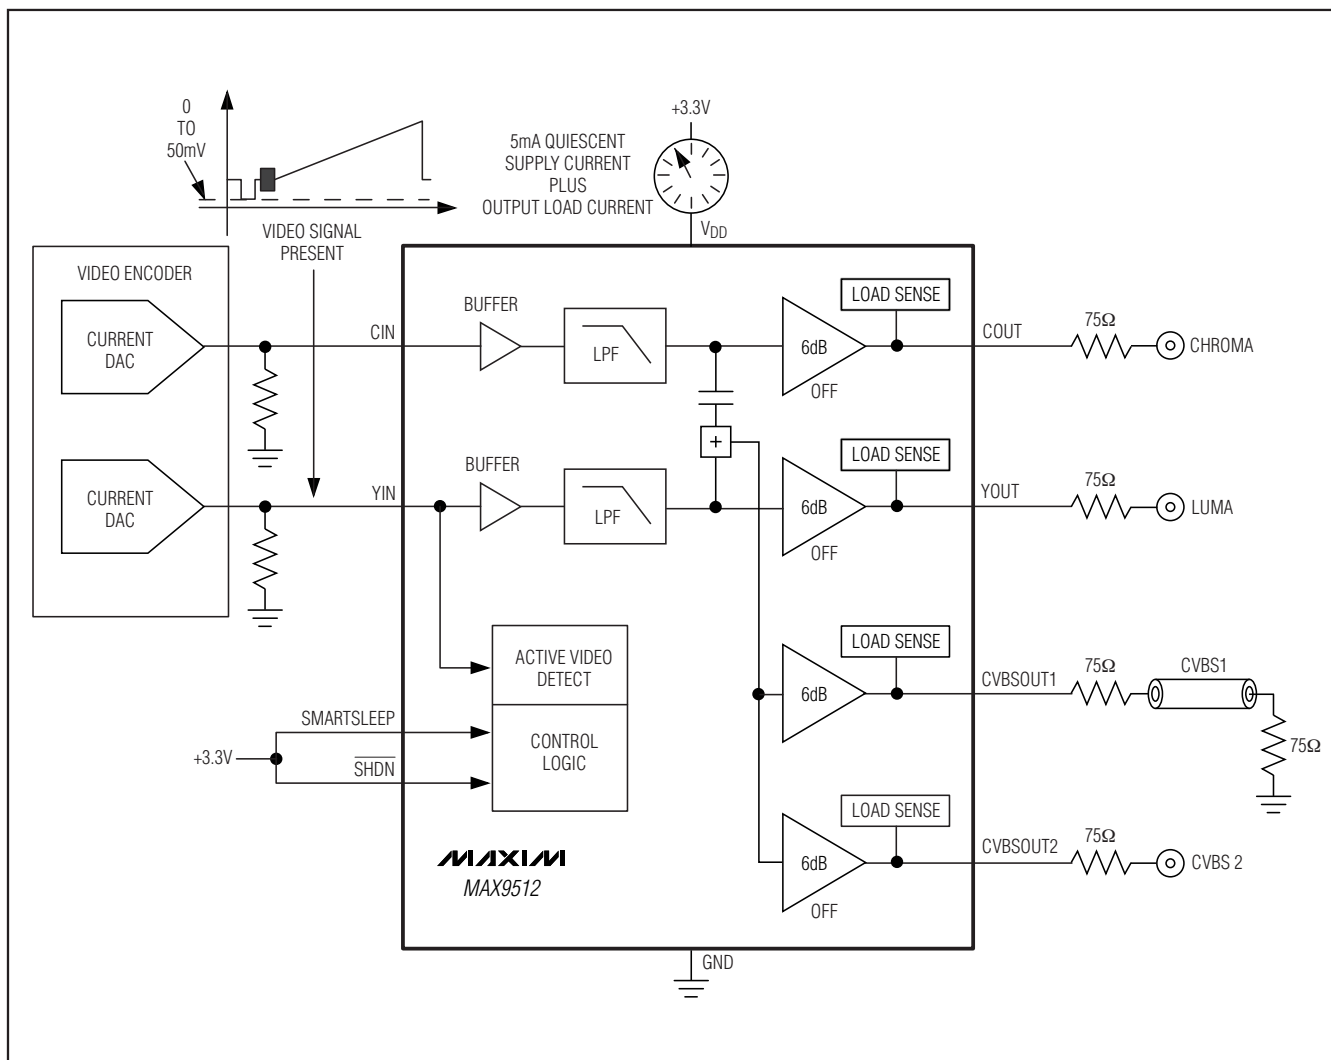 0
TO
50mV
5mA QUIESCENT
SUPPLY CURRENT
PLUS
OUTPUT LOAD CURRENT
+3.3V
VDD
VIDEO SIGNAL
PRESENT
VIDEO ENCODER
CURRENT
DAC
CIN
BUFFER
LPF
6dB
OFF
LOAD SENSE
COUT
75Ω
CHROMA
+
CURRENT
DAC
YIN
BUFFER
LPF
6dB
OFF
LOAD SENSE
YOUT
75Ω
LUMA
ACTIVE VIDEO
DETECT
CONTROL
LOGIC
SMARTSLEEP
+3.3V
SHDN
6dB
LOAD SENSE
CVBSOUT1
75Ω
CVBS1
75Ω
6dB
OFF
LOAD SENSE
CVBSOUT2
75Ω
CVBS 2
MAXIM
MAX9512
GND